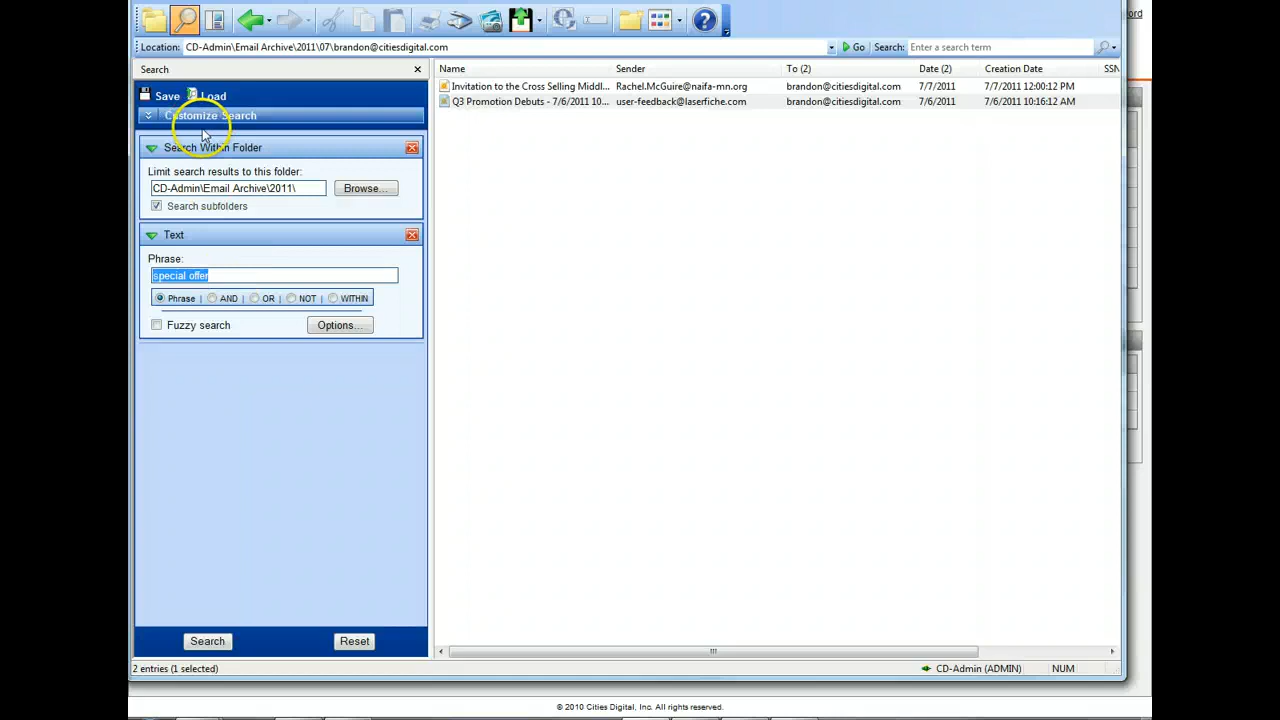 ord
Location: CD-Admin\Email Archive\2011\07\brandon@citiesdigital.com Go Search: Enter a search term
Search
Save Load
Customize Search
Search Within Folder
Limit search results to this folder:
CD-Admin\Email Archive\2011\ Browse...
Search subfolders
Text
Phrase:
special offer
Phrase | AND | OR | NOT | WITHIN
Fuzzy search Options...
Search Reset
Name Sender To (2) Date (2) Creation Date SSN
Invitation to the Cross Selling Middl... Rachel.McGuire@naifa-mn.org brandon@citiesdigital.com 7/7/2011 7/7/2011 12:00:12 PM
Q3 Promotion Debuts - 7/6/2011 10... user-feedback@laserfiche.com brandon@citiesdigital.com 7/6/2011 7/6/2011 10:16:12 AM
2 entries (1 selected) CD-Admin (ADMIN) NUM
© 2010 Cities Digital, Inc. All rights reserved.